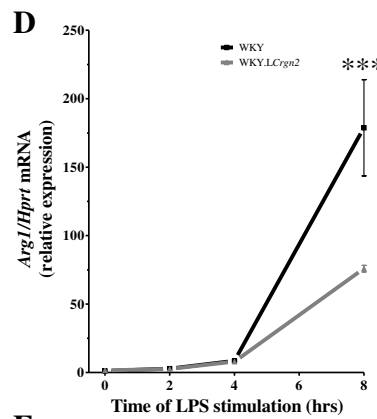 D
WKY
WKY.LCrgn2
***
Arg1/Hprt mRNA
(relative expression)
250
200
150
100
50
0
0 2 4 6 8
Time of LPS stimulation (hrs)